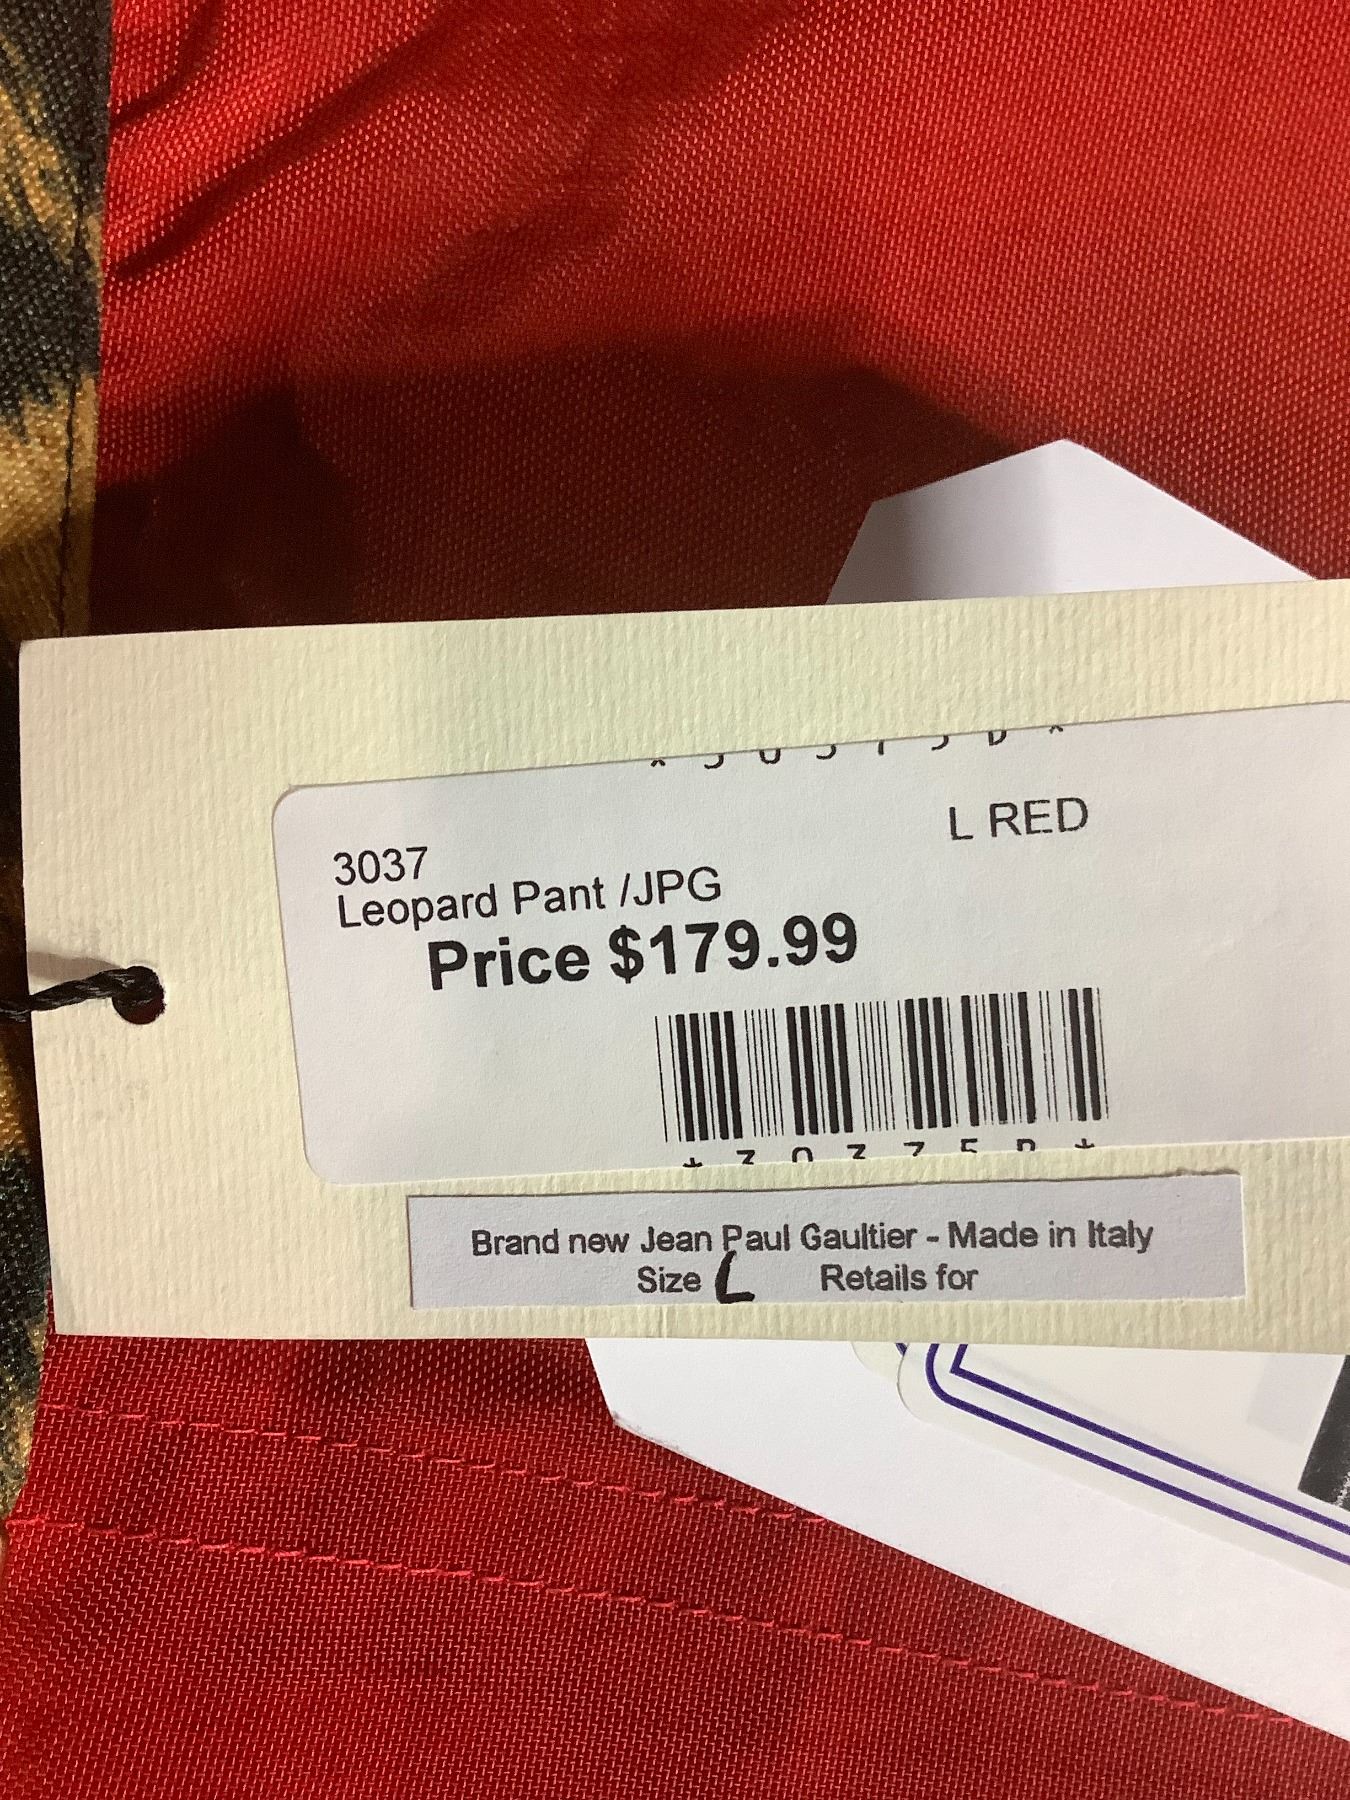 L RED
3037
Leopard Pant /JPG
Price $179.99
Brand new Jean Paul Gaultier - Made in Italy
Size L Retails for